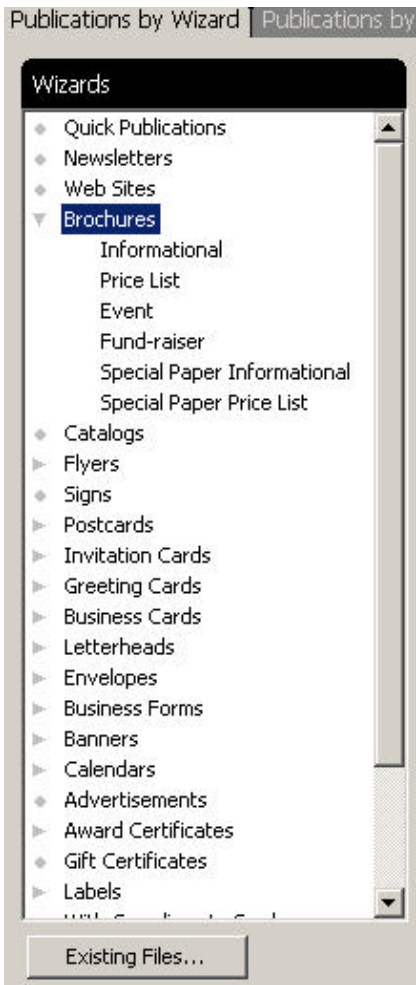 Publications by Wizard Publications by
Wizards
Quick Publications
Newsletters
Web Sites
Brochures
Informational
Price List
Event
Fund-raiser
Special Paper Informational
Special Paper Price List
Catalogs
Flyers
Signs
Postcards
Invitation Cards
Greeting Cards
Business Cards
Letterheads
Envelopes
Business Forms
Banners
Calendars
Advertisements
Award Certificates
Gift Certificates
Labels
Existing Files...